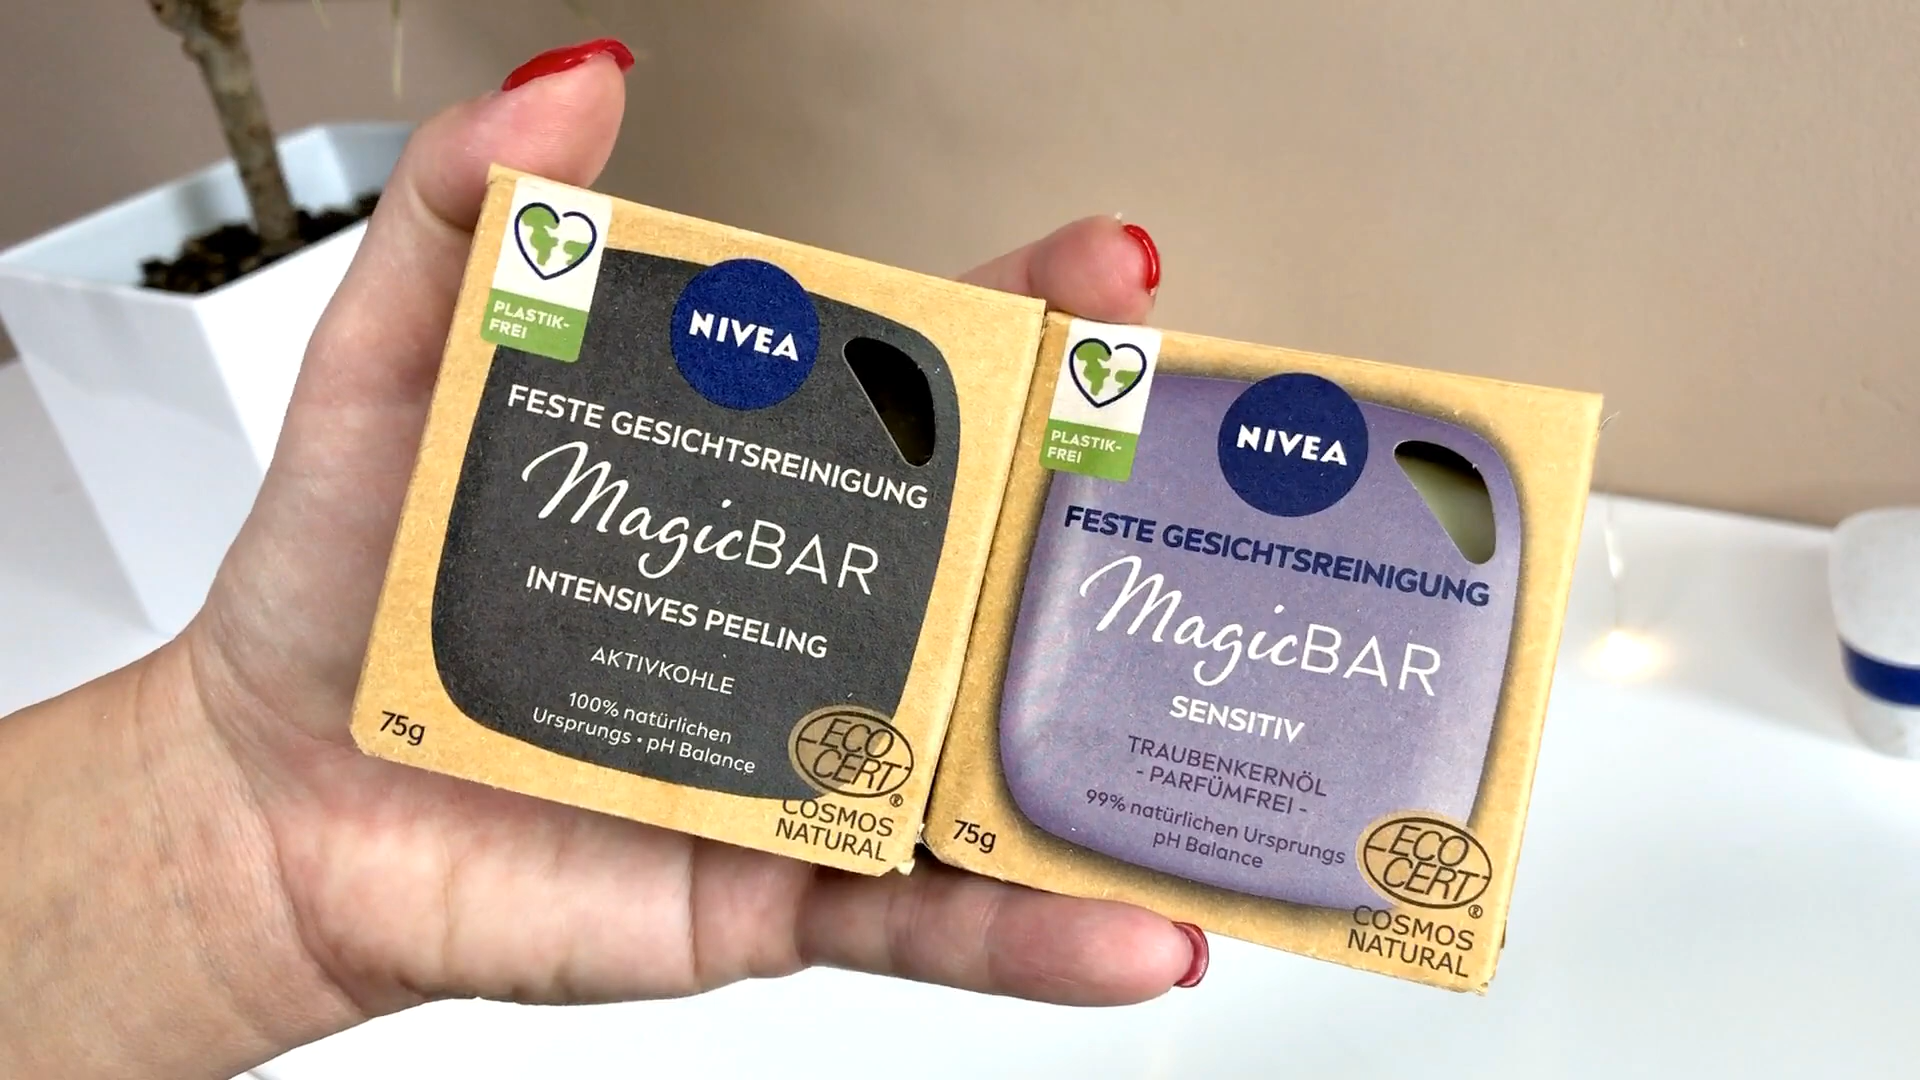 PLASTIK-
FREI
NIVEA
FESTE GESICHTSREINIGUNG
MagicBAR
INTENSIVES PEELING
AKTIVKOHLE
100% natürlichen
Ursprungs • pH Balance
75g
ECO
CERT®
COSMOS
NATURAL
PLASTIK-
FREI
NIVEA
FESTE GESICHTSREINIGUNG
MagicBAR
SENSITIV
TRAUBENKERNÖL
- PARFÜMFREI -
99% natürlichen Ursprungs
pH Balance
75g
ECO
CERT®
COSMOS
NATURAL